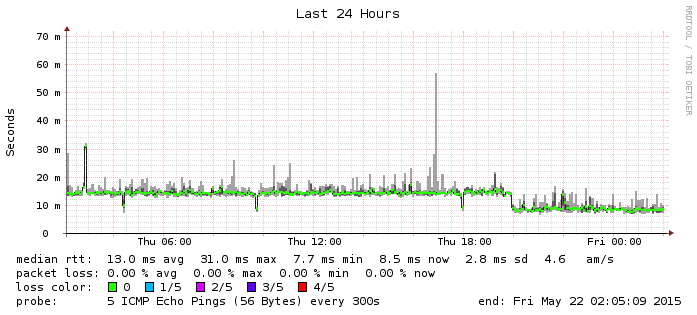 Last 24 Hours
RRDTOOL / TOBI OETIKER
Seconds
70 m
60 m
50 m
40 m
30 m
20 m
10 m
0
Thu 06:00 Thu 12:00 Thu 18:00 Fri 00:00
median rtt: 13.0 ms avg 31.0 ms max 7.7 ms min 8.5 ms now 2.8 ms sd 4.6 am/s
packet loss: 0.00 % avg 0.00 % max 0.00 % min 0.00 % now
loss color: 0 1/5 2/5 3/5 4/5
probe: 5 ICMP Echo Pings (56 Bytes) every 300s end: Fri May 22 02:05:09 2015